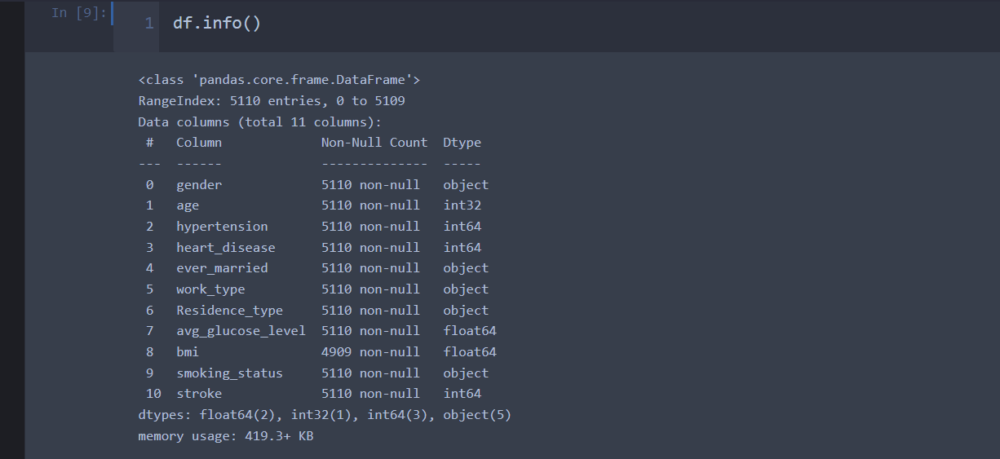 In [9]:
1 df.info()
<class 'pandas.core.frame.DataFrame'>
RangeIndex: 5110 entries, 0 to 5109
Data columns (total 11 columns):
 #   Column             Non-Null Count  Dtype
---  ------             --------------  -----
 0   gender             5110 non-null   object
 1   age                5110 non-null   int32
 2   hypertension       5110 non-null   int64
 3   heart_disease      5110 non-null   int64
 4   ever_married       5110 non-null   object
 5   work_type          5110 non-null   object
 6   Residence_type     5110 non-null   object
 7   avg_glucose_level  5110 non-null   float64
 8   bmi                4909 non-null   float64
 9   smoking_status     5110 non-null   object
 10  stroke             5110 non-null   int64
dtypes: float64(2), int32(1), int64(3), object(5)
memory usage: 419.3+ KB